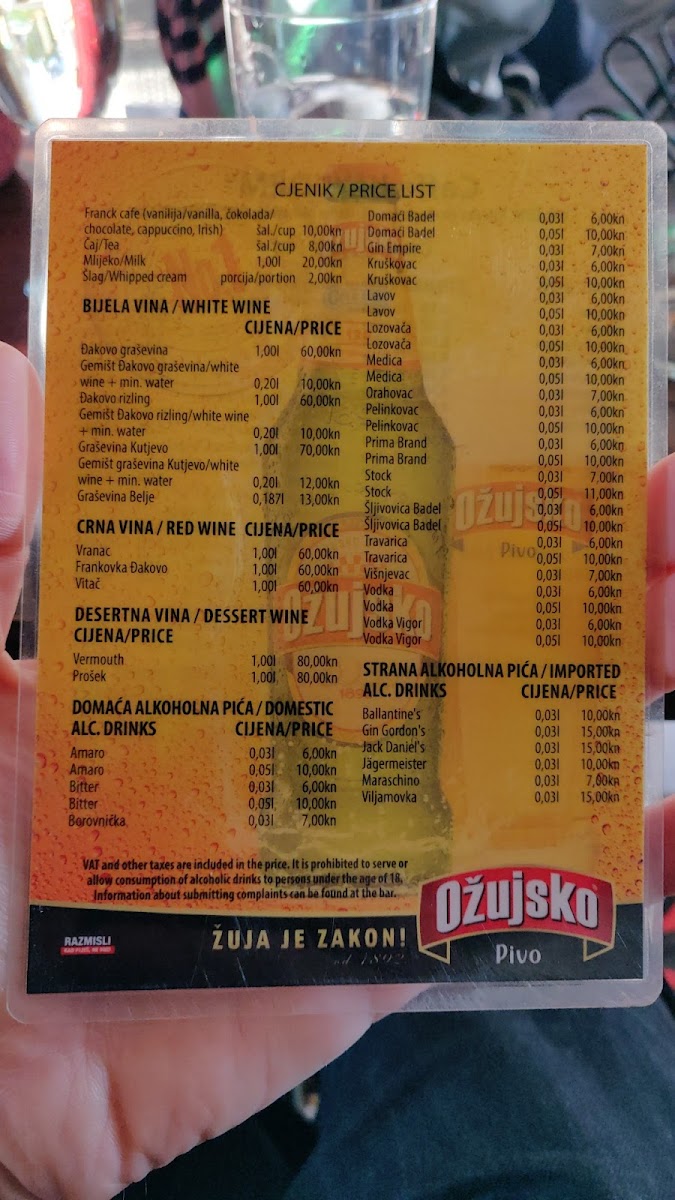 CJENIK / PRICE LIST
Franck cafe (vanilija/vanilla, čokolada/
chocolate, cappuccino, Irish) šal./cup 10,00kn
Čaj/Tea šal./cup 8,00kn
Mlijeko/Milk 1,00l 20,00kn
Šlag/Whipped cream porcija/portion 2,00kn
BIJELA VINA / WHITE WINE
CIJENA/PRICE
Đakovo graševina 1,00l 60,00kn
Gemišt Đakovo graševina/white
wine + min. water 0,20l 10,00kn
Đakovo rizling 1,00l 60,00kn
Gemišt Đakovo rizling/white wine
+ min. water 0,20l 10,00kn
Graševina Kutjevo 1,00l 70,00kn
Gemišt graševina Kutjevo/white
wine + min. water 0,20l 12,00kn
Graševina Belje 0,187l 13,00kn
CRNA VINA / RED WINE CIJENA/PRICE
Vranac 1,00l 60,00kn
Frankovka Đakovo 1,00l 60,00kn
Vitač 1,00l 60,00kn
DESERTNA VINA / DESSERT WINE
CIJENA/PRICE
Vermouth 1,00l 80,00kn
Prošek 1,00l 80,00kn
DOMAĆA ALKOHOLNA PIĆA / DOMESTIC
ALC. DRINKS CIJENA/PRICE
Amaro 0,03l 6,00kn
Amaro 0,05l 10,00kn
Bitter 0,03l 6,00kn
Bitter 0,05l 10,00kn
Borovnička 0,03l 7,00kn
Domaći Badel 0,03l 6,00kn
Domaći Badel 0,05l 10,00kn
Gin Empire 0,03l 7,00kn
Kruškovac 0,03l 6,00kn
Kruškovac 0,05l 10,00kn
Lavov 0,03l 6,00kn
Lavov 0,05l 10,00kn
Lozovača 0,03l 6,00kn
Lozovača 0,05l 10,00kn
Medica 0,03l 6,00kn
Medica 0,05l 10,00kn
Orahovac 0,03l 7,00kn
Pelinkovac 0,03l 6,00kn
Pelinkovac 0,05l 10,00kn
Prima Brand 0,03l 6,00kn
Prima Brand 0,05l 10,00kn
Stock 0,03l 7,00kn
Stock 0,05l 11,00kn
Šljivovica Badel 0,03l 6,00kn
Šljivovica Badel 0,05l 10,00kn
Travarica 0,03l 6,00kn
Travarica 0,05l 10,00kn
Višnjevac 0,03l 7,00kn
Vodka 0,03l 6,00kn
Vodka 0,05l 10,00kn
Vodka Vigor 0,03l 6,00kn
Vodka Vigor 0,05l 10,00kn
STRANA ALKOHOLNA PIĆA / IMPORTED
ALC. DRINKS CIJENA/PRICE
Ballantine's 0,03l 10,00kn
Gin Gordon's 0,03l 15,00kn
Jack Daniel's 0,03l 15,00kn
Jägermeister 0,03l 10,00kn
Maraschino 0,03l 7,00kn
Viljamovka 0,03l 15,00kn
Ožujsko
Pivo
Ožujsko
VAT and other taxes are included in the price. It is prohibited to serve or
allow consumption of alcoholic drinks to persons under the age of 18.
Information about submitting complaints can be found at the bar.
RAZMISLI
ŽUJA JE ZAKON!
od 1892
Ožujsko
Pivo